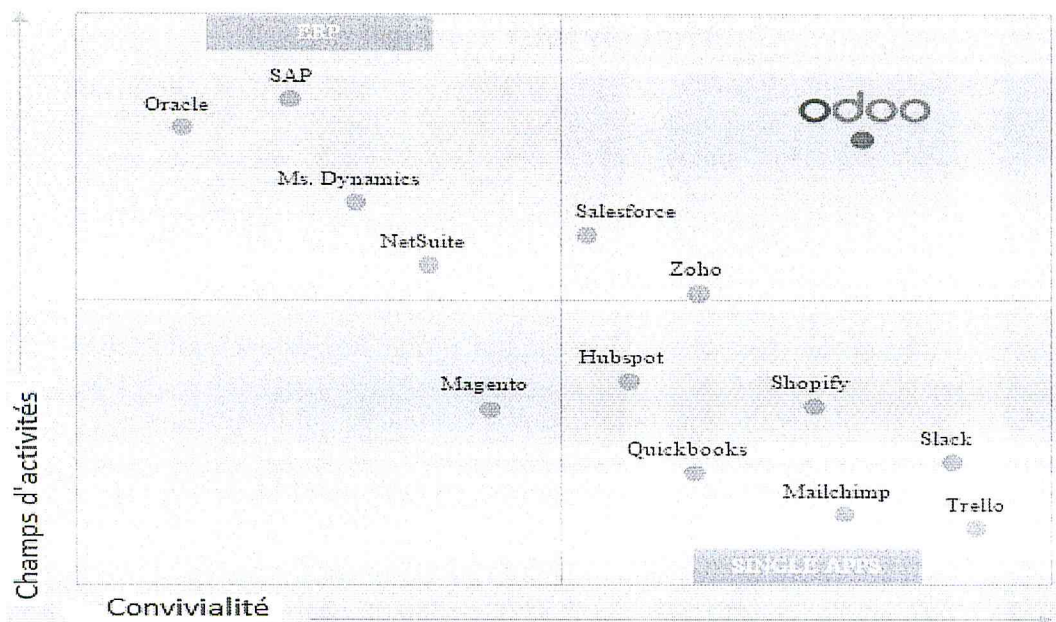 ERP
SAP
Oracle
odoo
Ms. Dynamics
Salesforce
NetSuite
Zoho
Hubspot
Magento
Shopify
Quickbooks
Slack
Mailchimp
Trello
SINGLE APPS
Champs d'activités
Convivialité